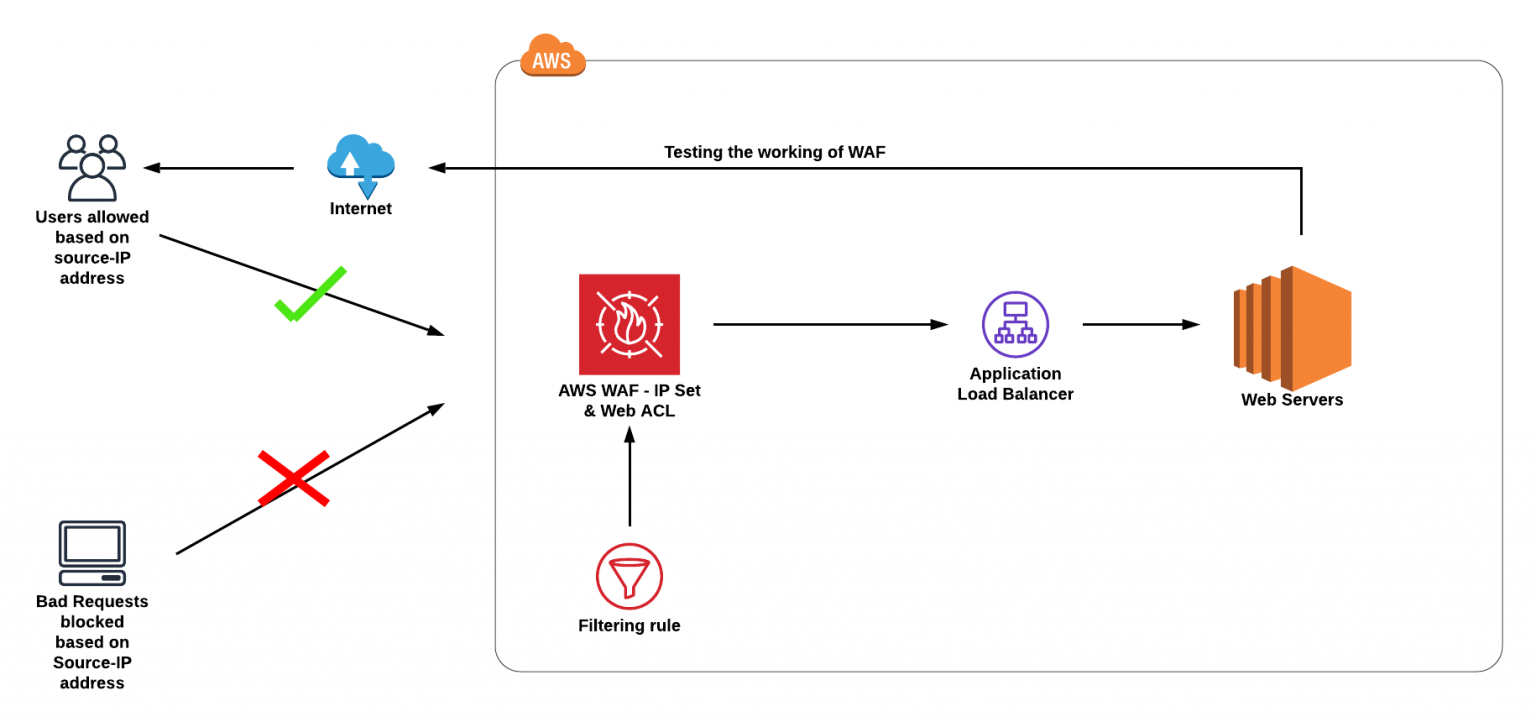 AWS
Testing the working of WAF
Internet
Users allowed
based on
source-IP
address
AWS WAF - IP Set
& Web ACL
Application
Load Balancer
Web Servers
Filtering rule
Bad Requests
blocked
based on
Source-IP
address